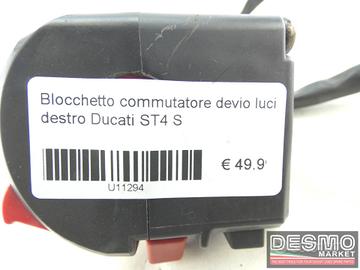 Blocchetto commutatore devio luci
destro Ducati ST4 S
€ 49.9
U11294
DESMO
MARKET